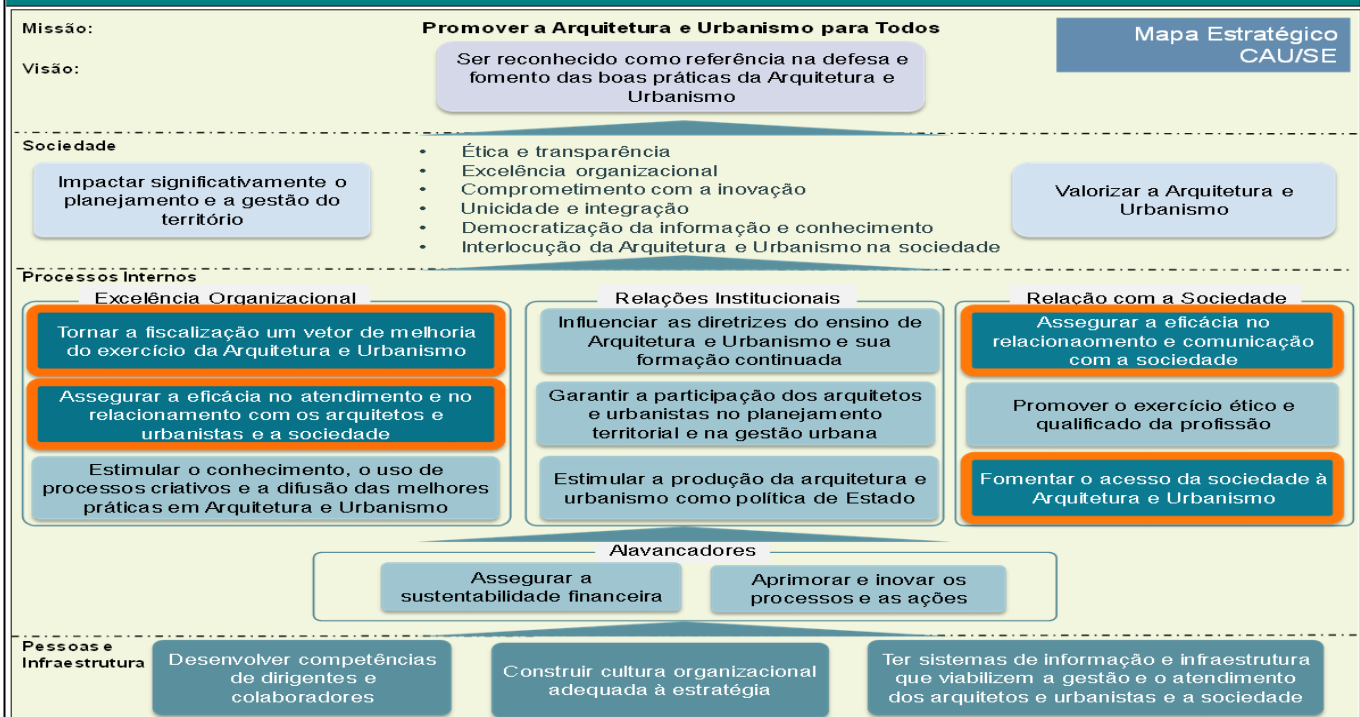 Missão:
Promover a Arquitetura e Urbanismo para Todos
Mapa Estratégico
CAU/SE
Visão:
Ser reconhecido como referência na defesa e
fomento das boas práticas da Arquitetura e
Urbanismo
Sociedade
Impactar significativamente o
planejamento e a gestão do
território
• Ética e transparência
• Excelência organizacional
• Comprometimento com a inovação
• Unicidade e integração
• Democratização da informação e conhecimento
• Interlocução da Arquitetura e Urbanismo na sociedade
Valorizar a Arquitetura e
Urbanismo
Processos Internos
Excelência Organizacional
Tornar a fiscalização um vetor de melhoria
do exercício da Arquitetura e Urbanismo
Assegurar a eficácia no atendimento e no
relacionamento com os arquitetos e
urbanistas e a sociedade
Estimular o conhecimento, o uso de
processos criativos e a difusão das melhores
práticas em Arquitetura e Urbanismo
Relações Institucionais
Influenciar as diretrizes do ensino de
Arquitetura e Urbanismo e sua
formação continuada
Garantir a participação dos arquitetos
e urbanistas no planejamento
territorial e na gestão urbana
Estimular a produção da arquitetura e
urbanismo como política de Estado
Relação com a Sociedade
Assegurar a eficácia no
relacionaomento e comunicação
com a sociedade
Promover o exercício ético e
qualificado da profissão
Fomentar o acesso da sociedade à
Arquitetura e Urbanismo
Alavancadores
Assegurar a
sustentabilidade financeira
Aprimorar e inovar os
processos e as ações
Pessoas e
Infraestrutura
Desenvolver competências
de dirigentes e
colaboradores
Construir cultura organizacional
adequada à estratégia
Ter sistemas de informação e infraestrutura
que viabilizem a gestão e o atendimento
dos arquitetos e urbanistas e a sociedade